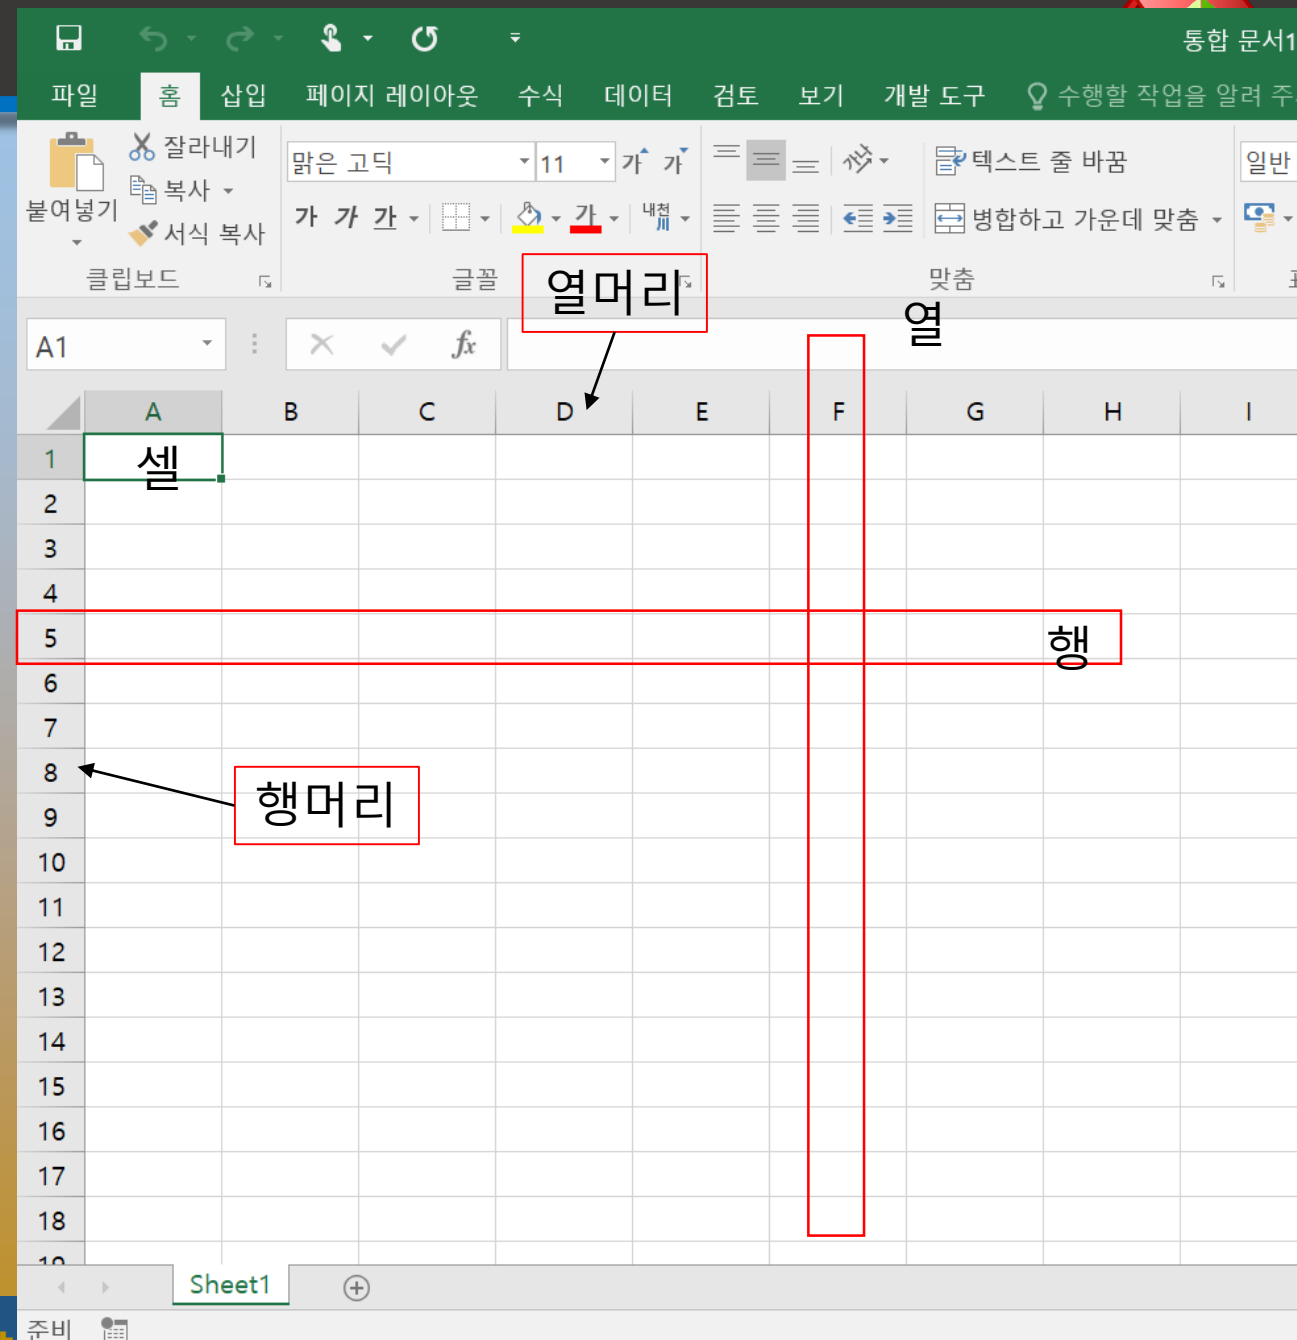 통합 문서1
파일 홈 삽입 페이지 레이아웃 수식 데이터 검토 보기 개발 도구 수행할 작업을 알려 주
붙여넣기
잘라내기
복사
서식 복사
클립보드
맑은 고딕 11 가 가
가 가 가 가 내천 川
글꼴
텍스트 줄 바꿈
병합하고 가운데 맞춤
맞춤
일반
열머리
열
A1 fx
A B C D E F G H I
1 셀
2
3
4
5 행
6
7
8
행머리
9
10
11
12
13
14
15
16
17
18
19
Sheet1
준비